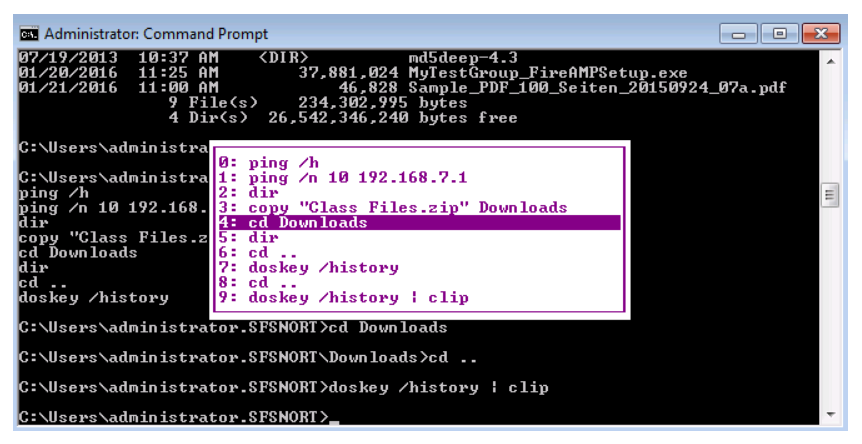 Administrator: Command Prompt
07/19/2013  10:37 AM    <DIR>          md5deep-4.3
01/20/2016  11:25 AM        37,881,024 MyTestGroup_FireAMPSetup.exe
01/21/2016  11:00 AM            46,828 Sample_PDF_100_Seiten_20150924_07a.pdf
               9 File(s)    234,302,995 bytes
               4 Dir(s)  26,542,346,240 bytes free
C:\Users\administra
C:\Users\administra
ping /h
ping /n 10 192.168.
dir
copy "Class Files.z
cd Downloads
dir
cd ..
doskey /history
0: ping /h
1: ping /n 10 192.168.7.1
2: dir
3: copy "Class Files.zip" Downloads
4: cd Downloads
5: dir
6: cd ..
7: doskey /history
8: cd ..
9: doskey /history | clip
C:\Users\administrator.SFSNORT>cd Downloads
C:\Users\administrator.SFSNORT\Downloads>cd ..
C:\Users\administrator.SFSNORT>doskey /history | clip
C:\Users\administrator.SFSNORT>_